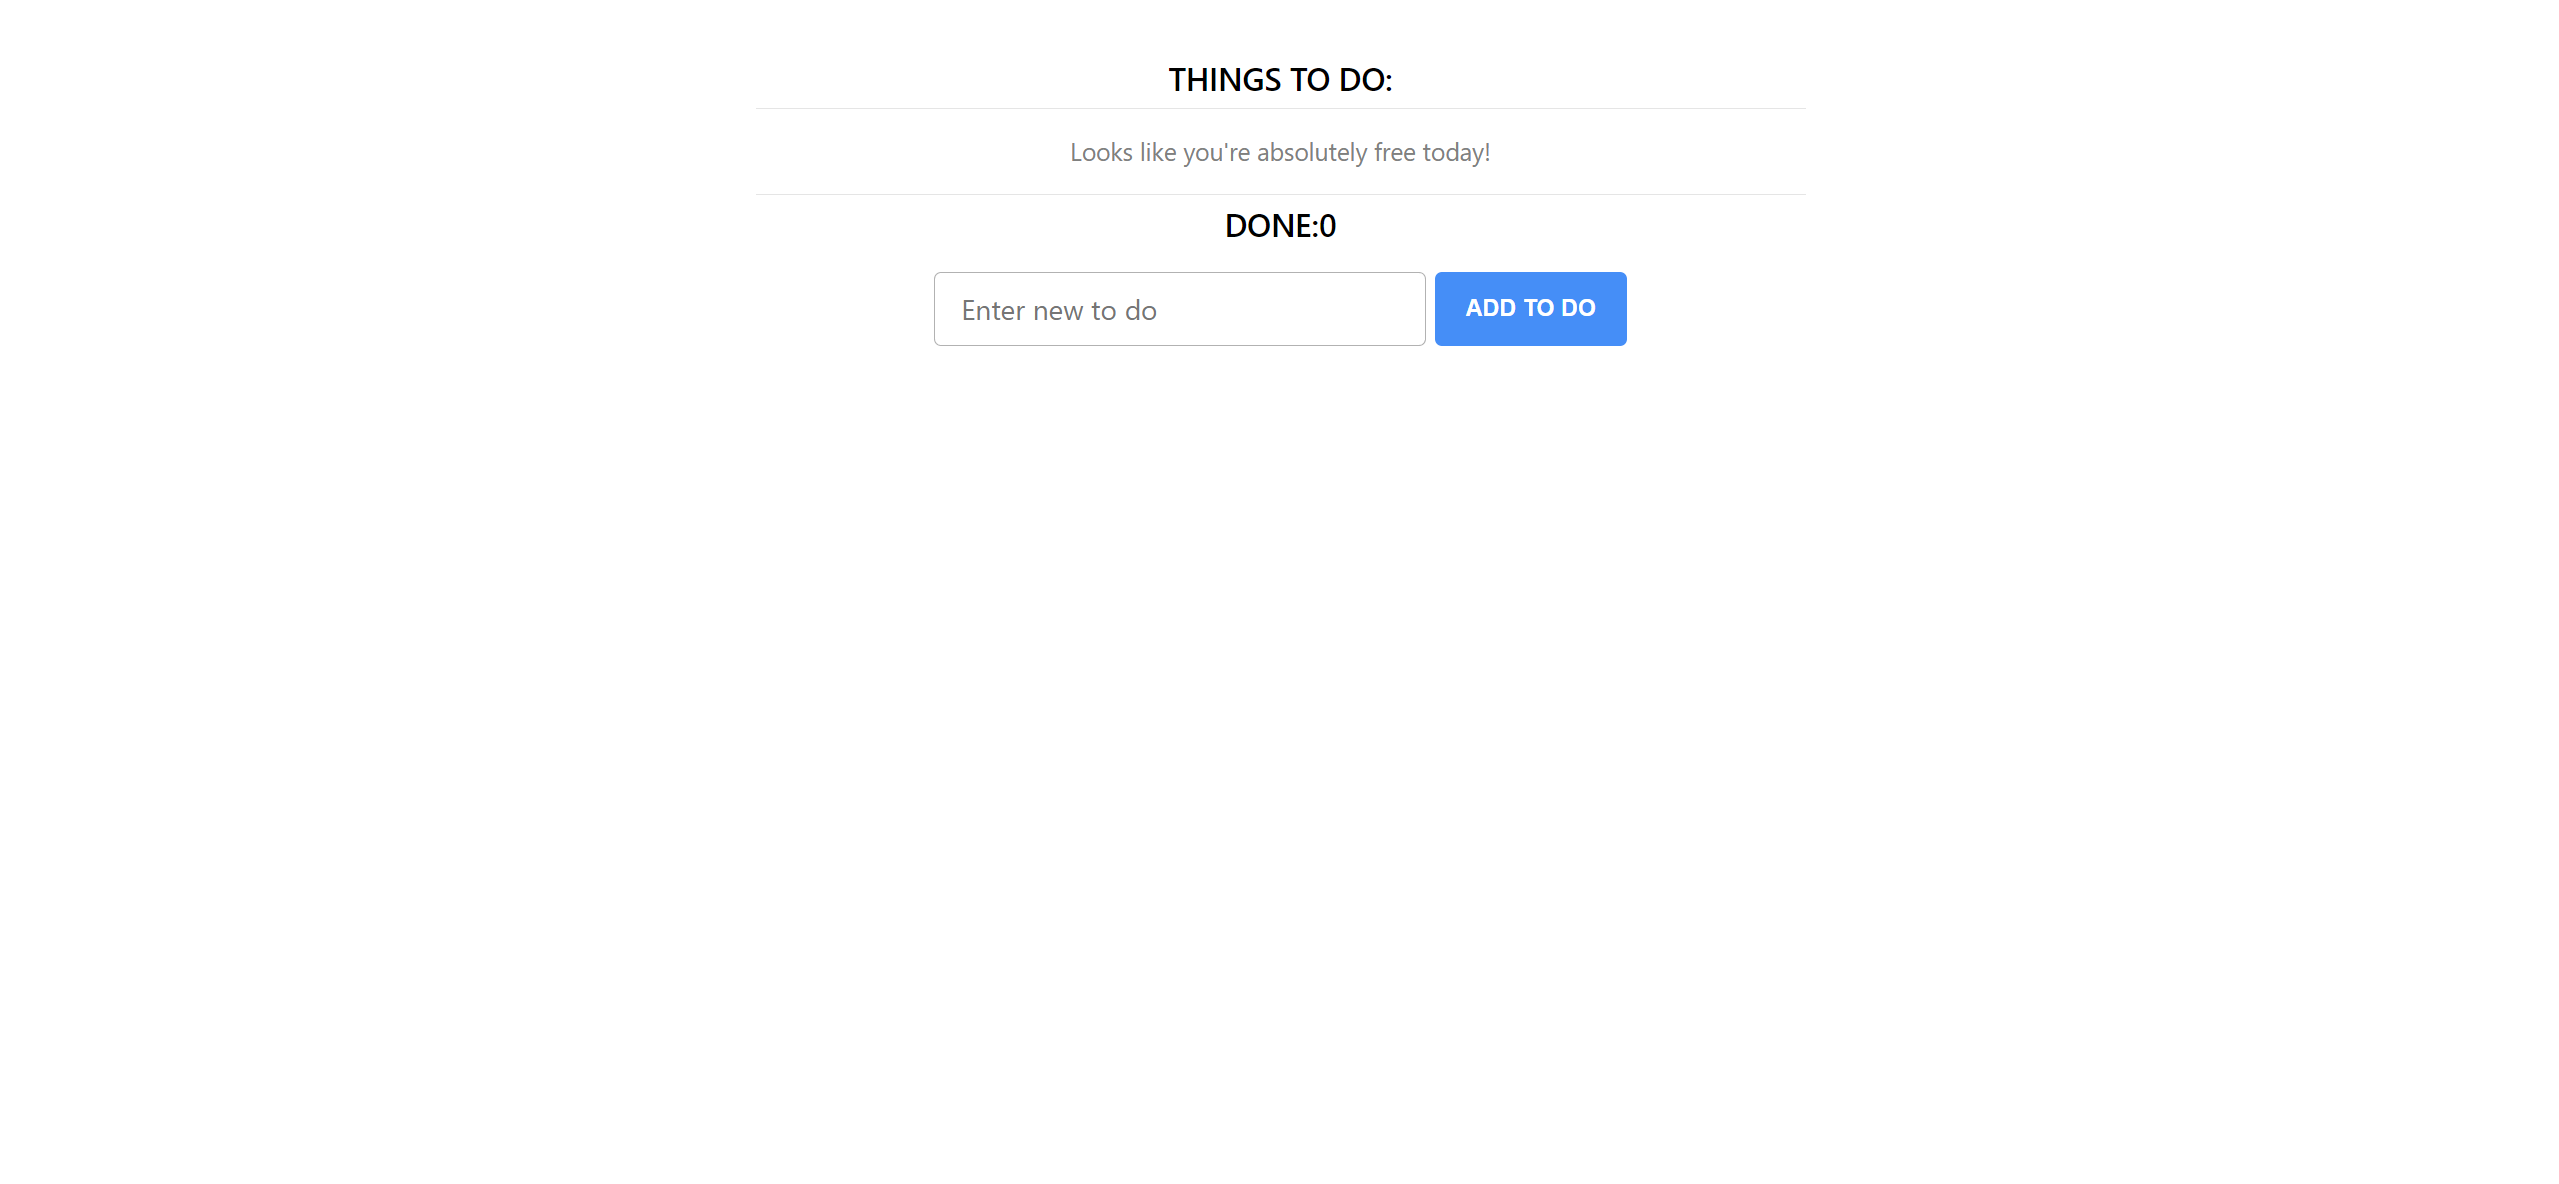 THINGS TO DO:
Looks like you're absolutely free today!
DONE:0
Enter new to do
ADD TO DO